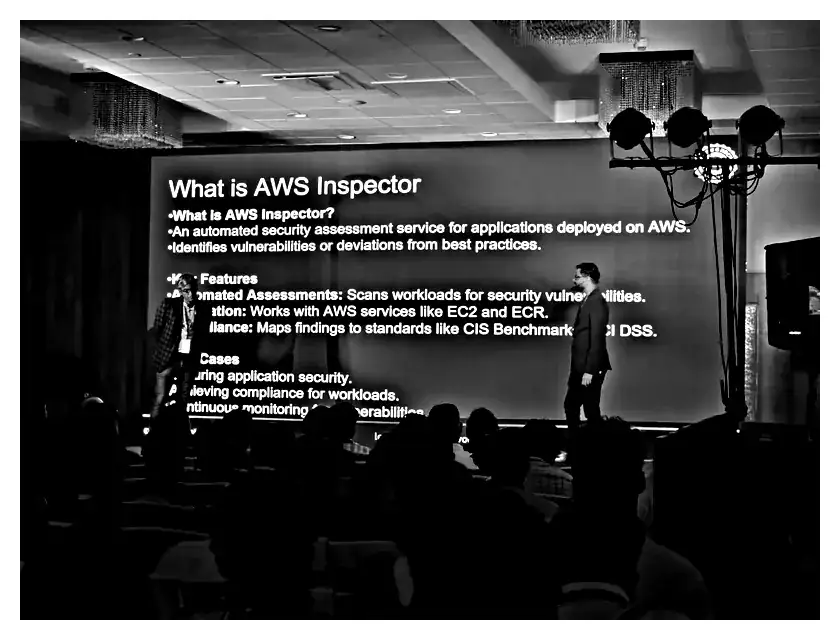 What is AWS Inspector
•What is AWS Inspector?
•An automated security assessment service for applications deployed on AWS.
•Identifies vulnerabilities or deviations from best practices.
Features
Assessments: Scans workloads for security
Works with AWS services like EC2 and ECR.
Maps findings to standards like CIS DSS.
Cases
application security.
compliance for workloads.
monitoring